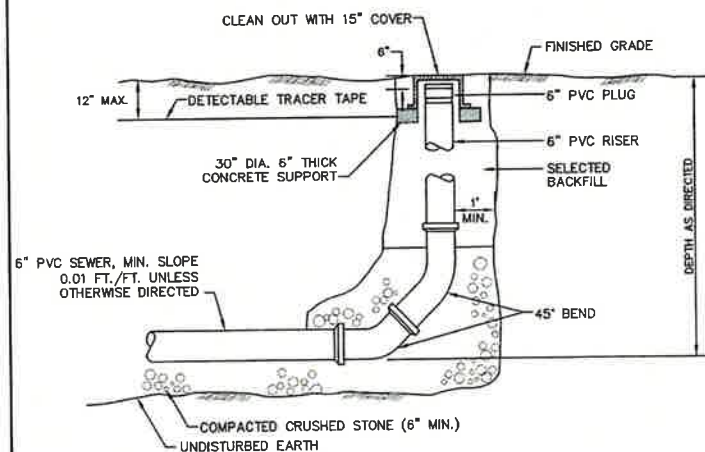 CLEAN OUT WITH 15" COVER
6"
FINISHED GRADE
12" MAX.
DETECTABLE TRACER TAPE
6" PVC PLUG
6" PVC RISER
30" DIA. 6" THICK
CONCRETE SUPPORT
SELECTED
BACKFILL
1'
MIN.
DEPTH AS DIRECTED
6" PVC SEWER, MIN. SLOPE
0.01 FT./FT. UNLESS
OTHERWISE DIRECTED
45° BEND
COMPACTED CRUSHED STONE (6" MIN.)
UNDISTURBED EARTH